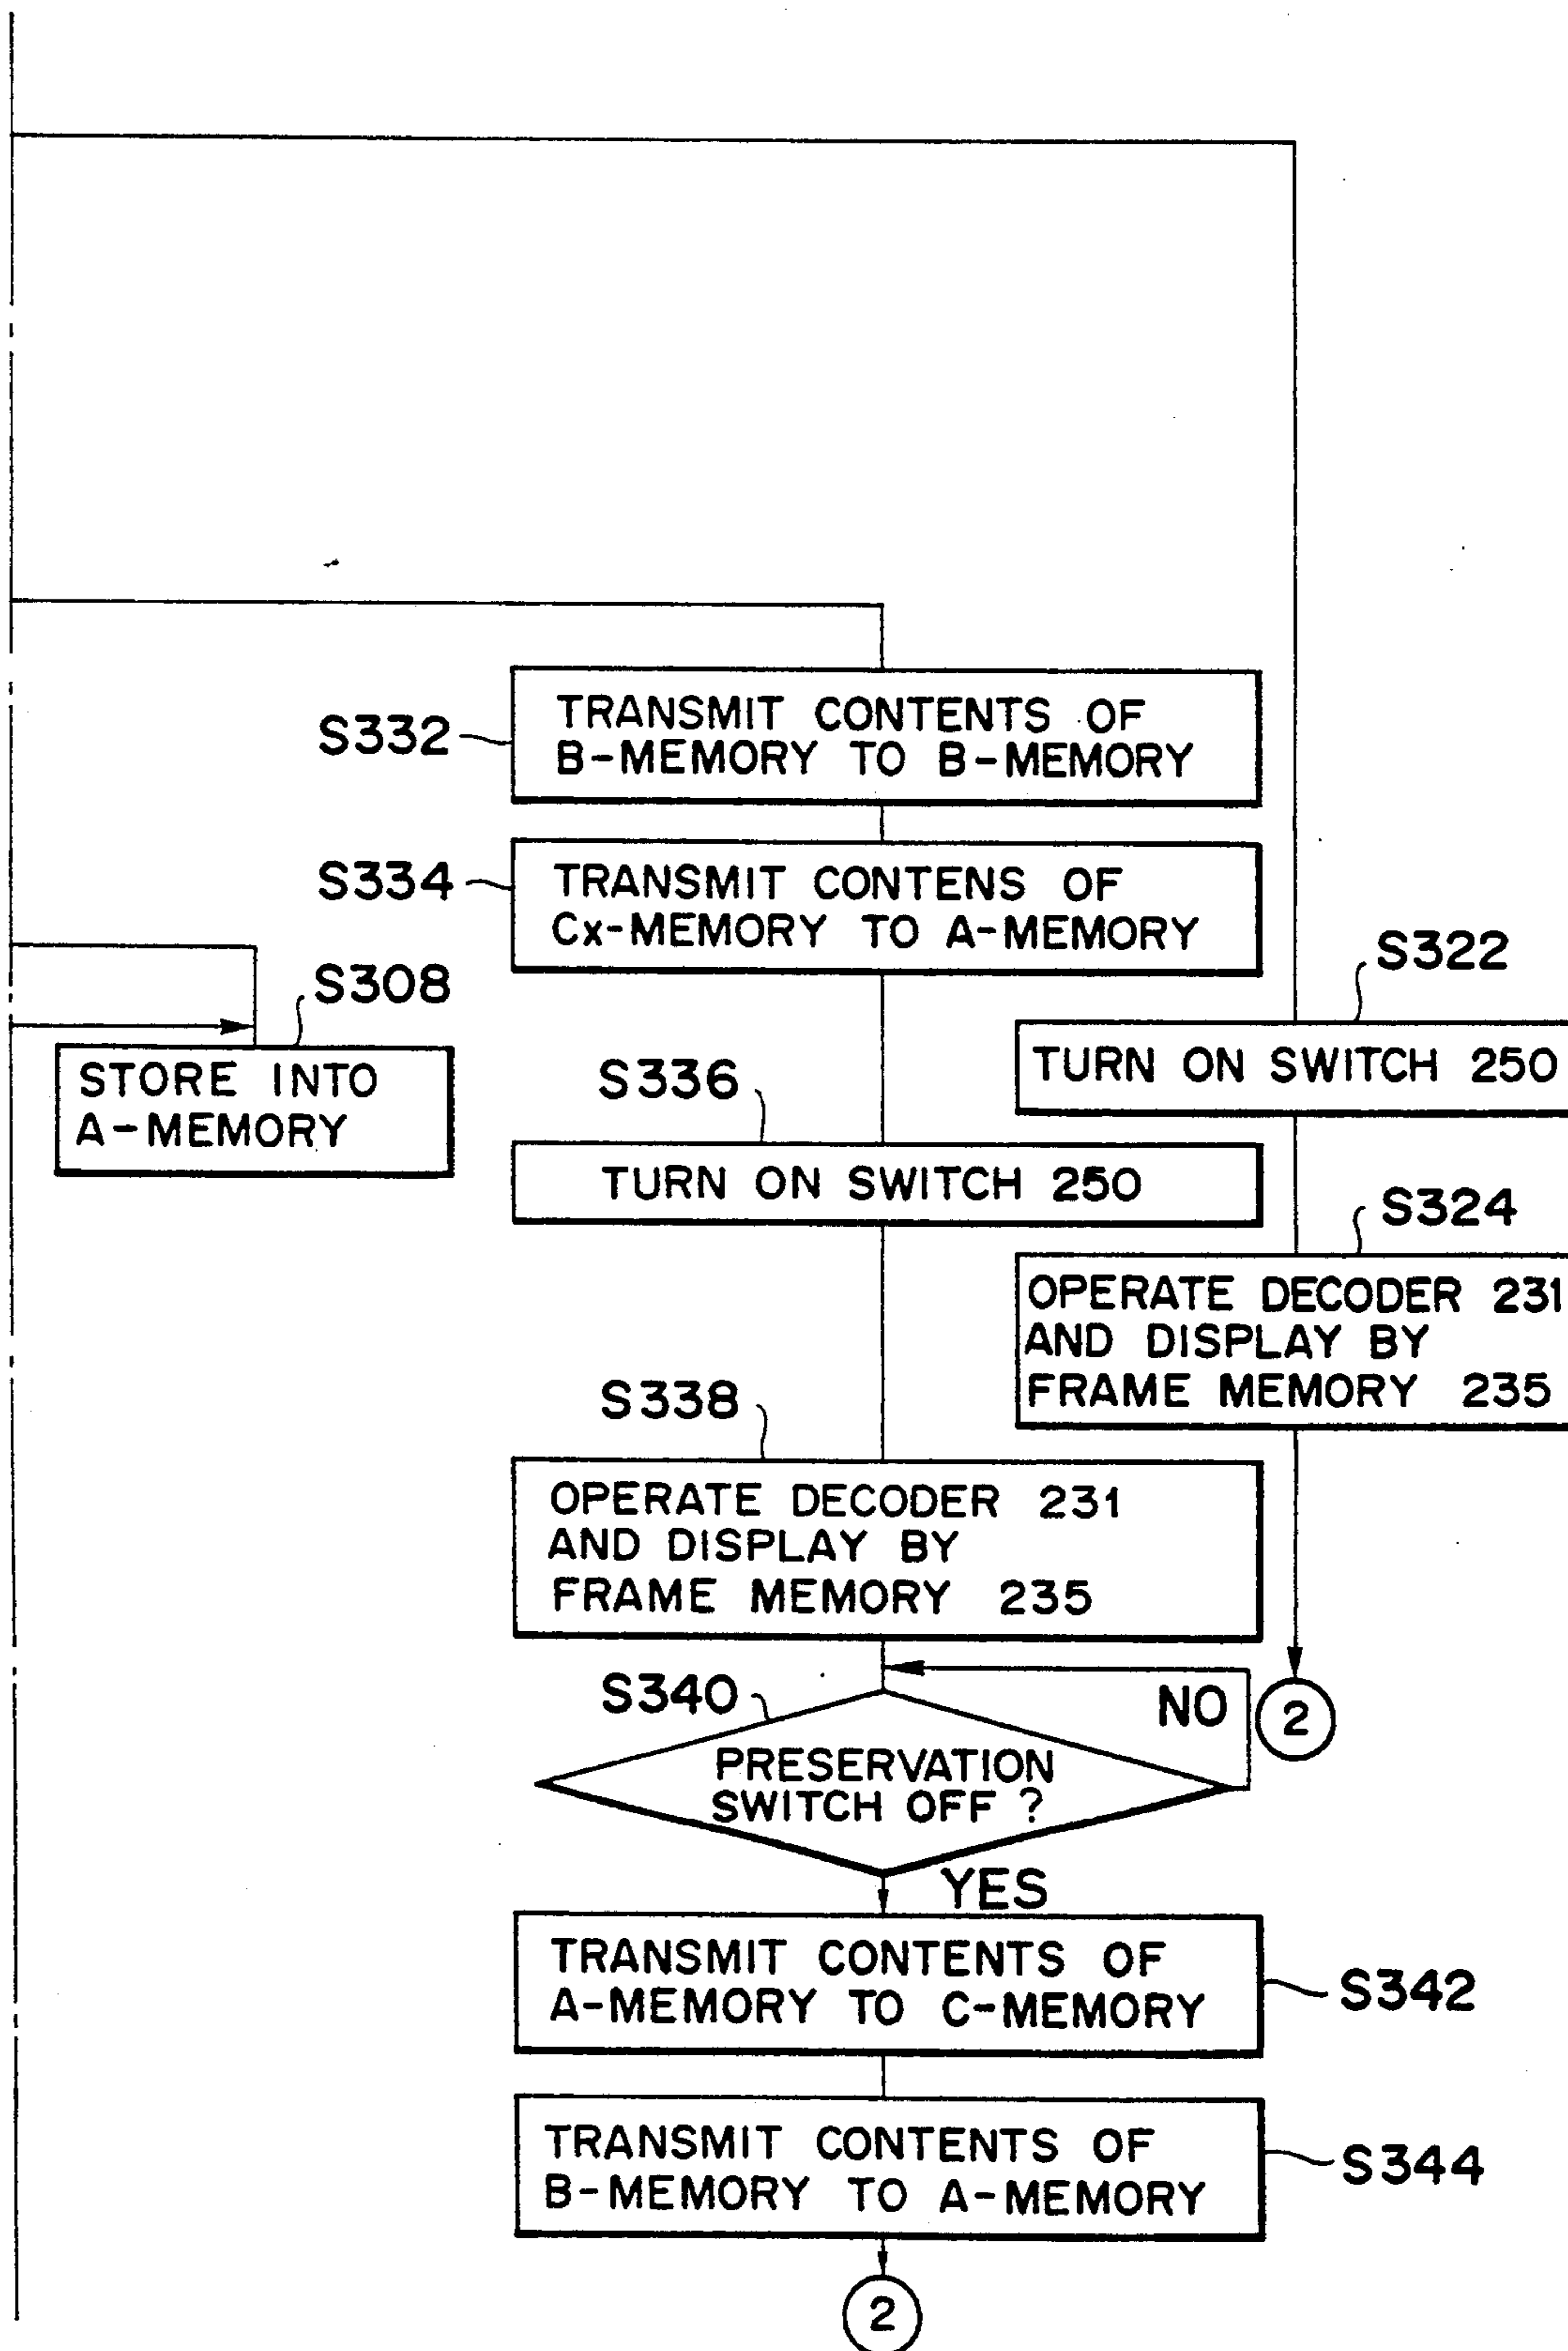 S332
TRANSMIT CONTENTS OF
B-MEMORY TO B-MEMORY
S334
TRANSMIT CONTENS OF
Cx-MEMORY TO A-MEMORY
S308
STORE INTO
A-MEMORY
S322
TURN ON SWITCH 250
S336
TURN ON SWITCH 250
S324
OPERATE DECODER 231
AND DISPLAY BY
FRAME MEMORY 235
S338
OPERATE DECODER 231
AND DISPLAY BY
FRAME MEMORY 235
S340
NO
2
PRESERVATION
SWITCH OFF ?
YES
TRANSMIT CONTENTS OF
A-MEMORY TO C-MEMORY
S342
TRANSMIT CONTENTS OF
B-MEMORY TO A-MEMORY
S344
2